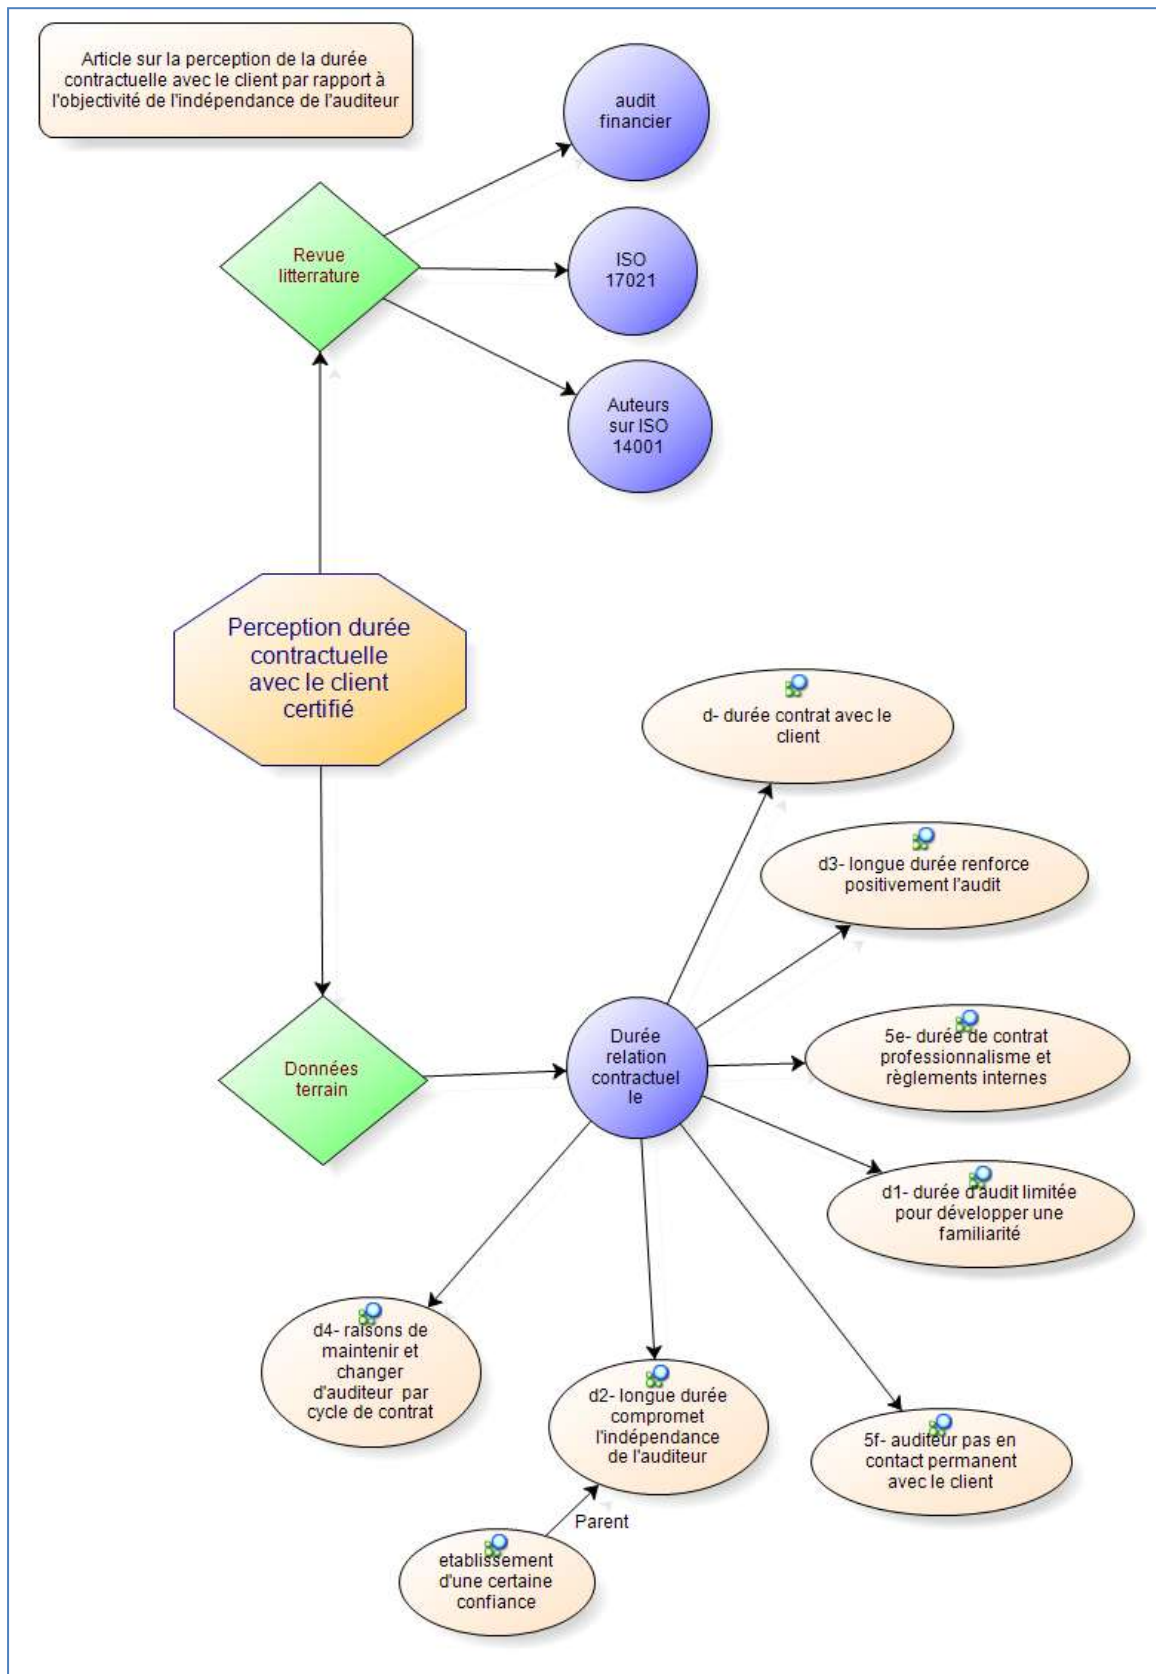 Article sur la perception de la durée
contractuelle avec le client par rapport à
l'objectivité de l'indépendance de l'auditeur
audit
financier
Revue
litterrature
ISO
17021
Auteurs
sur ISO
14001
Perception durée
contractuelle
avec le client
certifié
d- durée contrat avec le
client
d3- longue durée renforce
positivement l'audit
Données
terrain
Durée
relation
contractuel
le
5e- durée de contrat
professionnalisme et
règlements internes
d1- durée d'audit limitée
pour développer une
familiarité
d4- raisons de
maintenir et
changer
d'auditeur par
cycle de contrat
d2- longue durée
compromet
l'indépendance
de l'auditeur
5f- auditeur pas en
contact permanent
avec le client
Parent
etablissement
d'une certaine
confiance